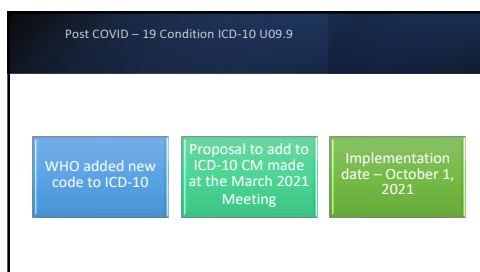 Post COVID – 19 Condition ICD-10 U09.9
WHO added new
code to ICD-10
Proposal to add to
ICD-10 CM made
at the March 2021
Meeting
Implementation
date – October 1,
2021